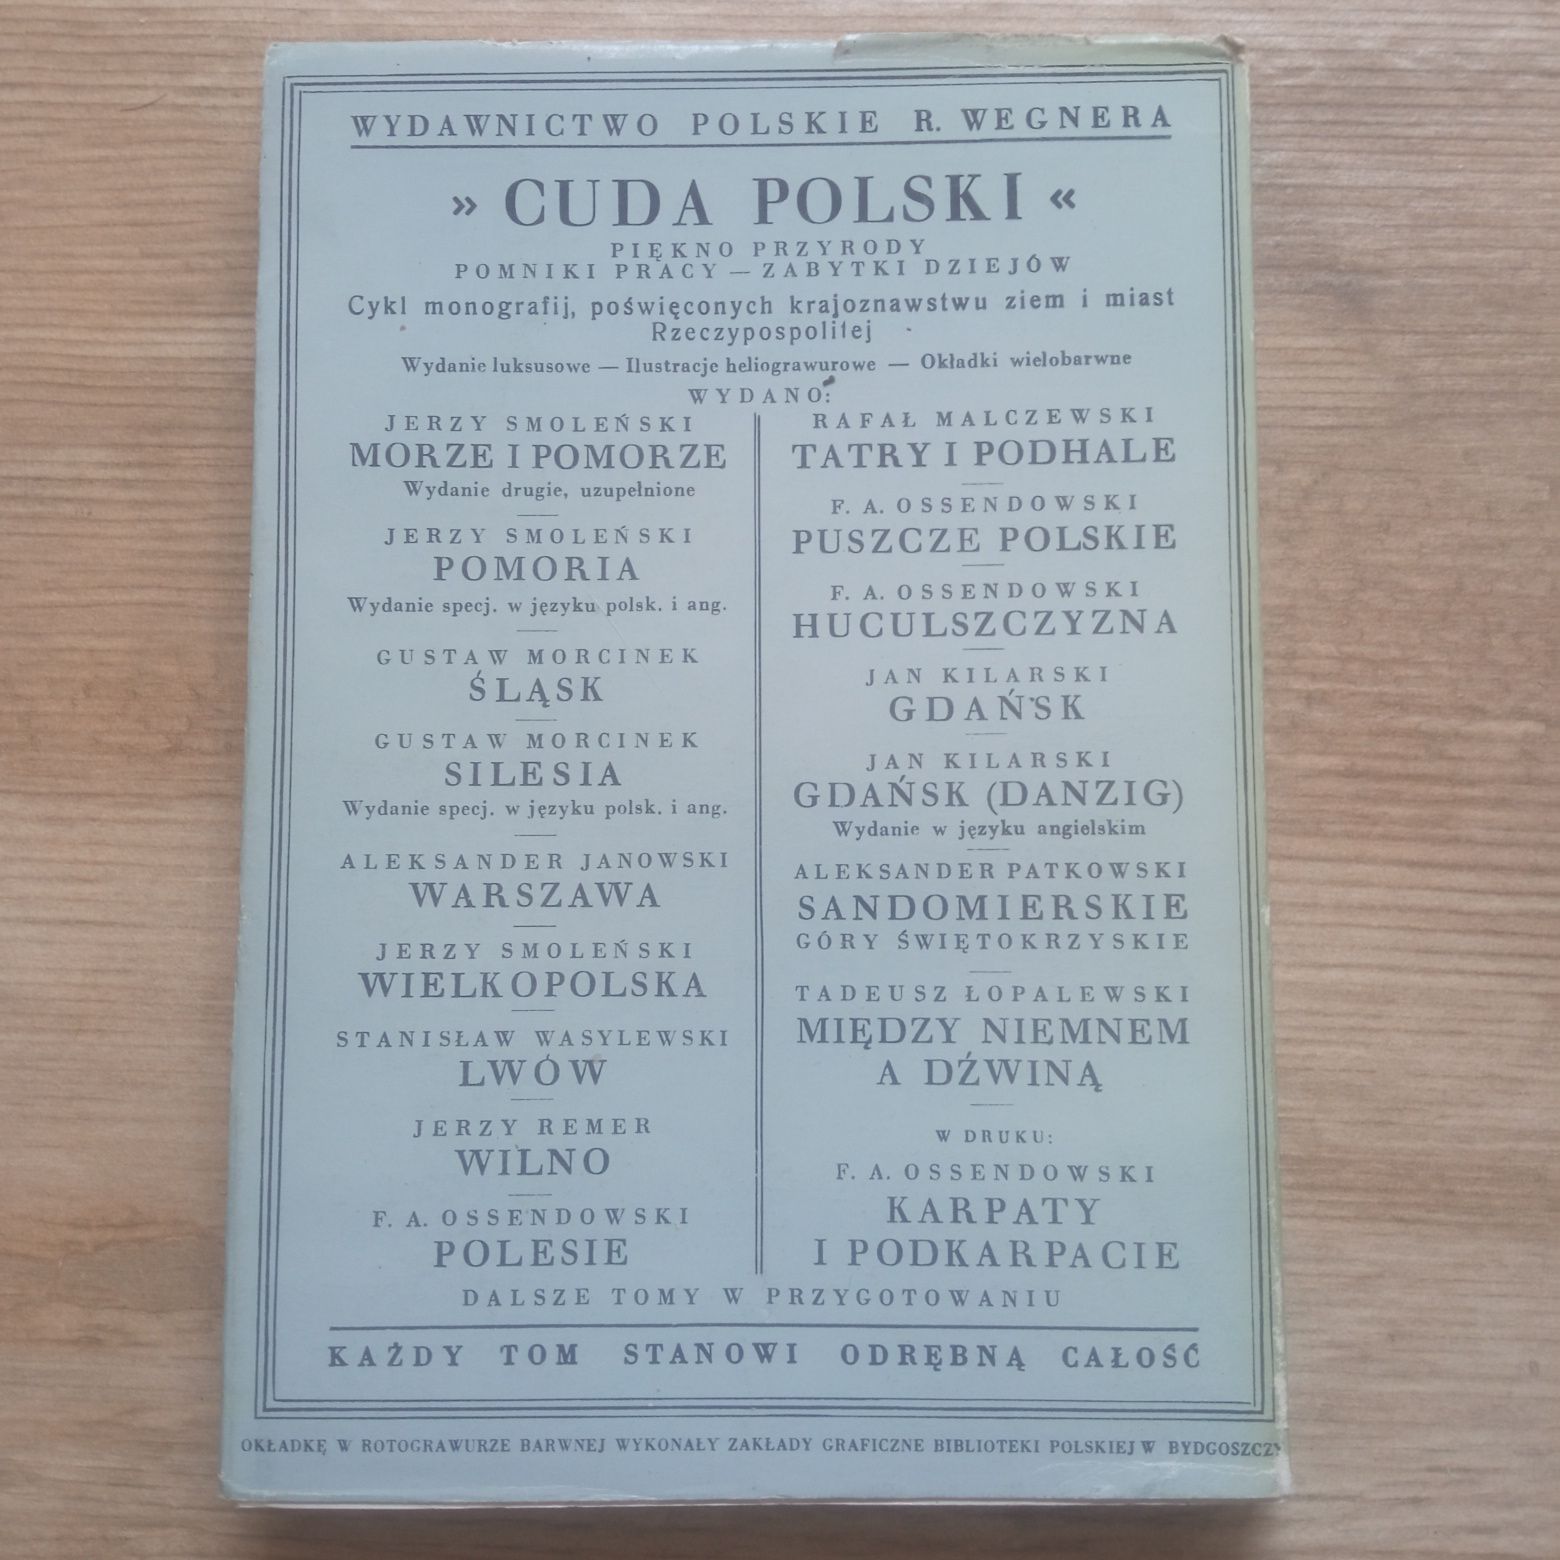 WYDAWNICTWO POLSKIE R. WEGNERA
» CUDA POLSKI «
PIĘKNO PRZYRODY
POMNIKI PRACY — ZABYTKI DZIEJÓW
Cykl monografij, poświęconych krajoznawstwu ziem i miast
Rzeczypospolitej
Wydanie luksusowe — Ilustracje heliograwurowe — Okładki wielobarwne
WYDANO:
JERZY SMOLEŃSKI
MORZE I POMORZE
Wydanie drugie, uzupełnione
JERZY SMOLEŃSKI
POMORIA
Wydanie specj. w języku polsk. i ang.
GUSTAW MORCINEK
ŚLĄSK
GUSTAW MORCINEK
SILESIA
Wydanie specj. w języku polsk. i ang.
ALEKSANDER JANOWSKI
WARSZAWA
JERZY SMOLEŃSKI
WIELKOPOLSKA
STANISŁAW WASYLEWSKI
LWÓW
JERZY REMER
WILNO
F. A. OSSENDOWSKI
POLESIE
RAFAŁ MALCZEWSKI
TATRY I PODHALE
F. A. OSSENDOWSKI
PUSZCZE POLSKIE
F. A. OSSENDOWSKI
HUCULSZCZYZNA
JAN KILARSKI
GDAŃSK
JAN KILARSKI
GDAŃSK (DANZIG)
Wydanie w języku angielskim
ALEKSANDER PATKOWSKI
SANDOMIERSKIE
GÓRY ŚWIĘTOKRZYSKIE
TADEUSZ ŁOPALEWSKI
MIĘDZY NIEMNEM
A DŹWINĄ
W DRUKU:
F. A. OSSENDOWSKI
KARPATY
I PODKARPACIE
DALSZE TOMY W PRZYGOTOWANIU
KAŻDY TOM STANOWI ODRĘBNĄ CAŁOŚĆ
OKŁADKĘ W ROTOGRAWURZE BARWNEJ WYKONAŁY ZAKŁADY GRAFICZNE BIBLIOTEKI POLSKIEJ W BYDGOSZCZY